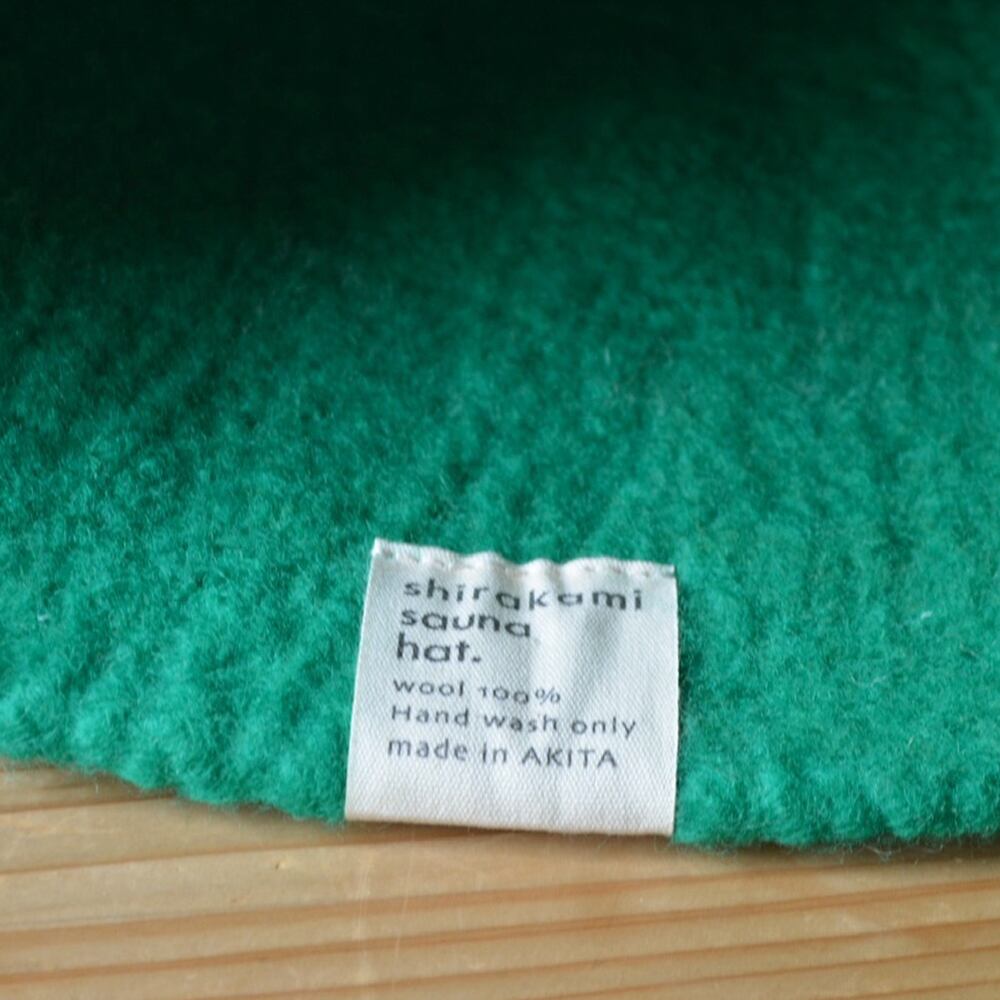 shirakami
sauna
hat.
wool 100%
Hand wash only
made in AKITA